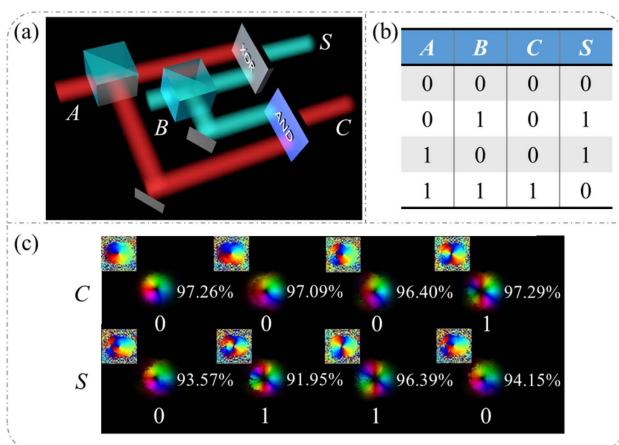 (a)
XOR
S
A
B
AND
C
(b)
A B C S
0 0 0 0
0 1 0 1
1 0 0 1
1 1 1 0
(c)
C 97.26% 97.09% 96.40% 97.29%
0 0 0 1
S 93.57% 91.95% 96.39% 94.15%
0 1 1 0